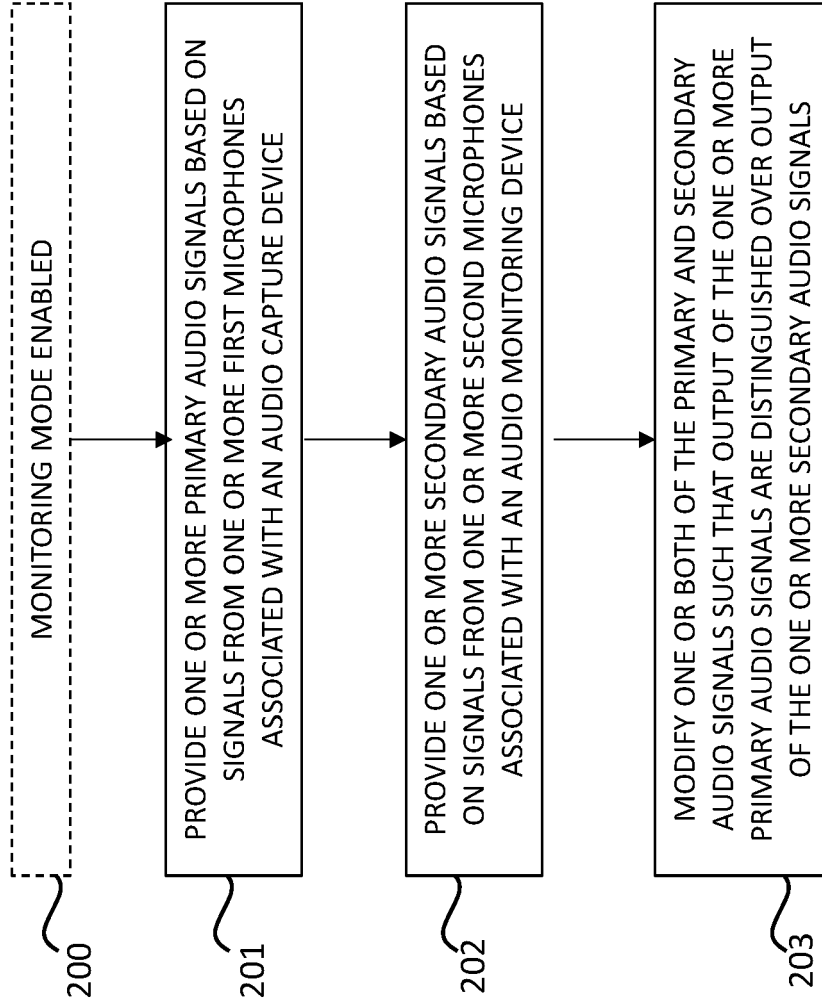 MONITORING MODE ENABLED
200
PROVIDE ONE OR MORE PRIMARY AUDIO SIGNALS BASED ON
SIGNALS FROM ONE OR MORE FIRST MICROPHONES
ASSOCIATED WITH AN AUDIO CAPTURE DEVICE
201
PROVIDE ONE OR MORE SECONDARY AUDIO SIGNALS BASED
ON SIGNALS FROM ONE OR MORE SECOND MICROPHONES
ASSOCIATED WITH AN AUDIO MONITORING DEVICE
202
MODIFY ONE OR BOTH OF THE PRIMARY AND SECONDARY
AUDIO SIGNALS SUCH THAT OUTPUT OF THE ONE OR MORE
PRIMARY AUDIO SIGNALS ARE DISTINGUISHED OVER OUTPUT
OF THE ONE OR MORE SECONDARY AUDIO SIGNALS
203